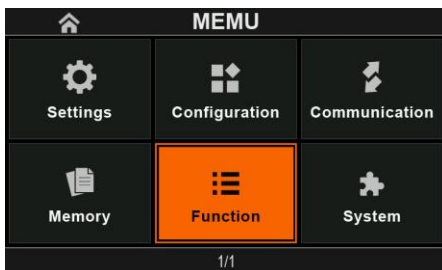 MEMU
Settings
Configuration
Communication
Memory
Function
System
1/1